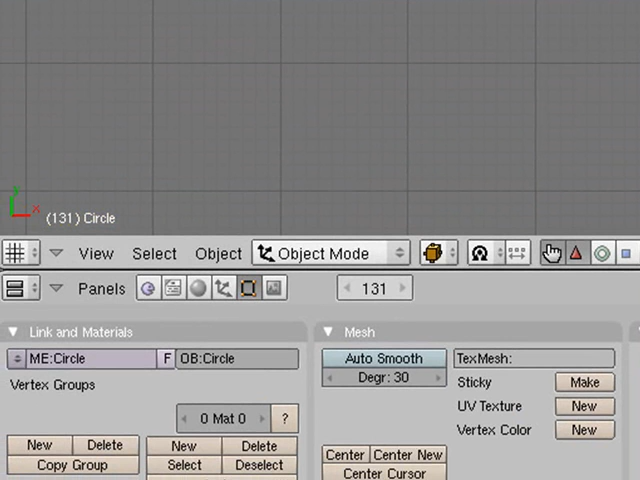 y
x (131) Circle
View Select Object Object Mode
Panels 131
Link and Materials Mesh
ME:Circle F OB:Circle Auto Smooth TexMesh:
Vertex Groups Degr: 30 Sticky Make
UV Texture New
0 Mat 0 ? Vertex Color New
New Delete New Delete
Center Center New
Copy Group Select Deselect Center Cursor